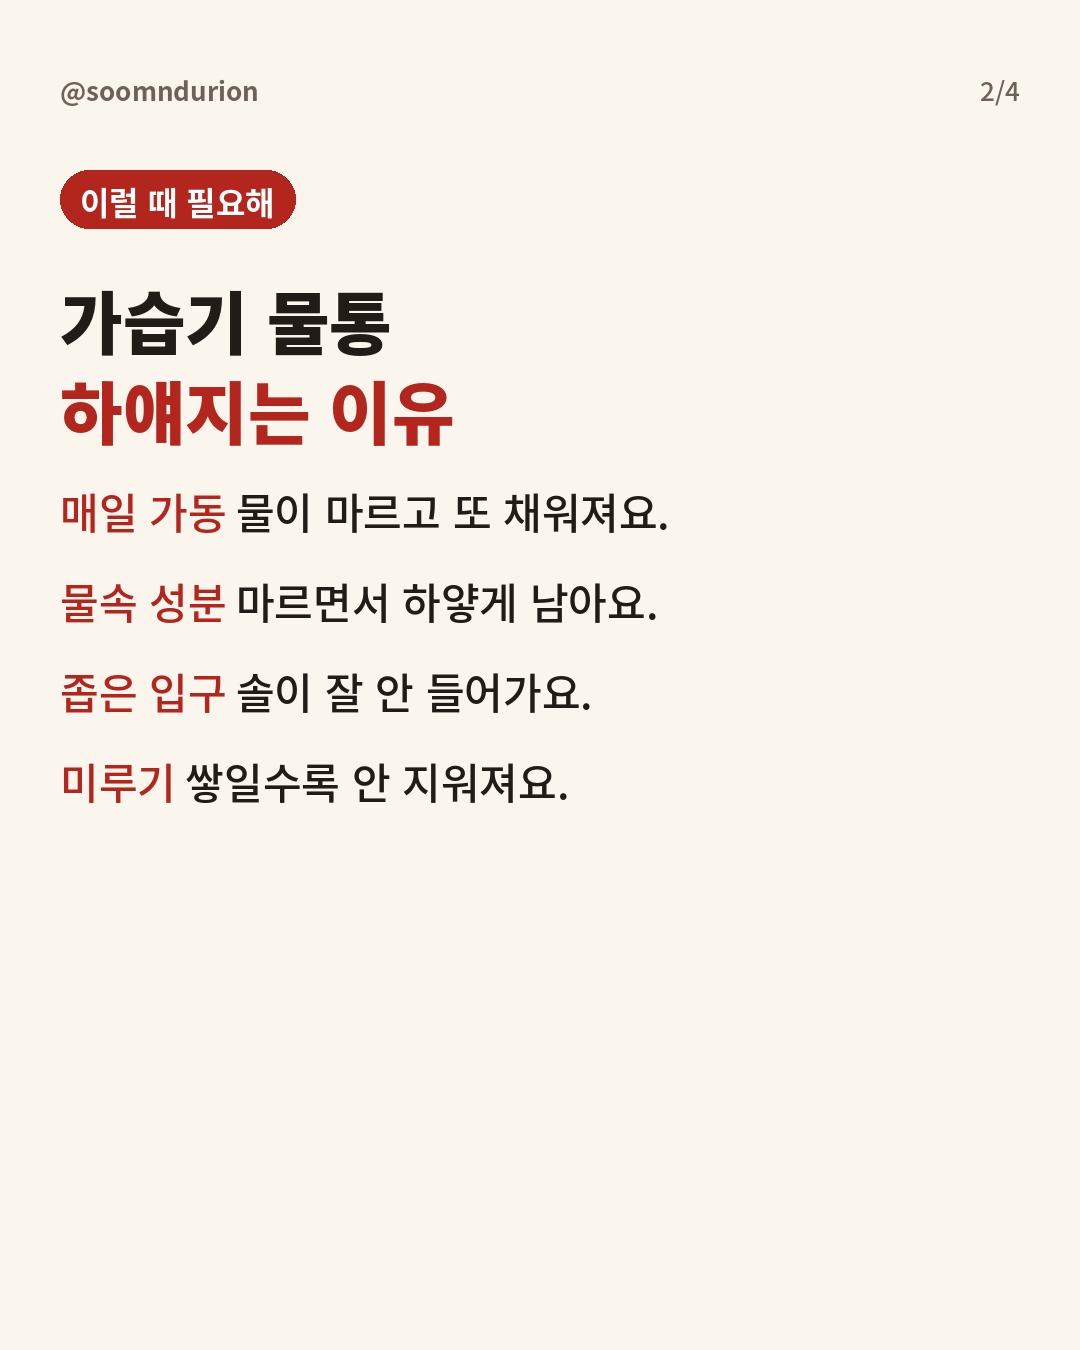 @soomndurion
2/4
이럴 때 필요해
가습기 물통
하얘지는 이유
매일 가동 물이 마르고 또 채워져요.
물속 성분 마르면서 하얗게 남아요.
좁은 입구 솔이 잘 안 들어가요.
미루기 쌓일수록 안 지워져요.